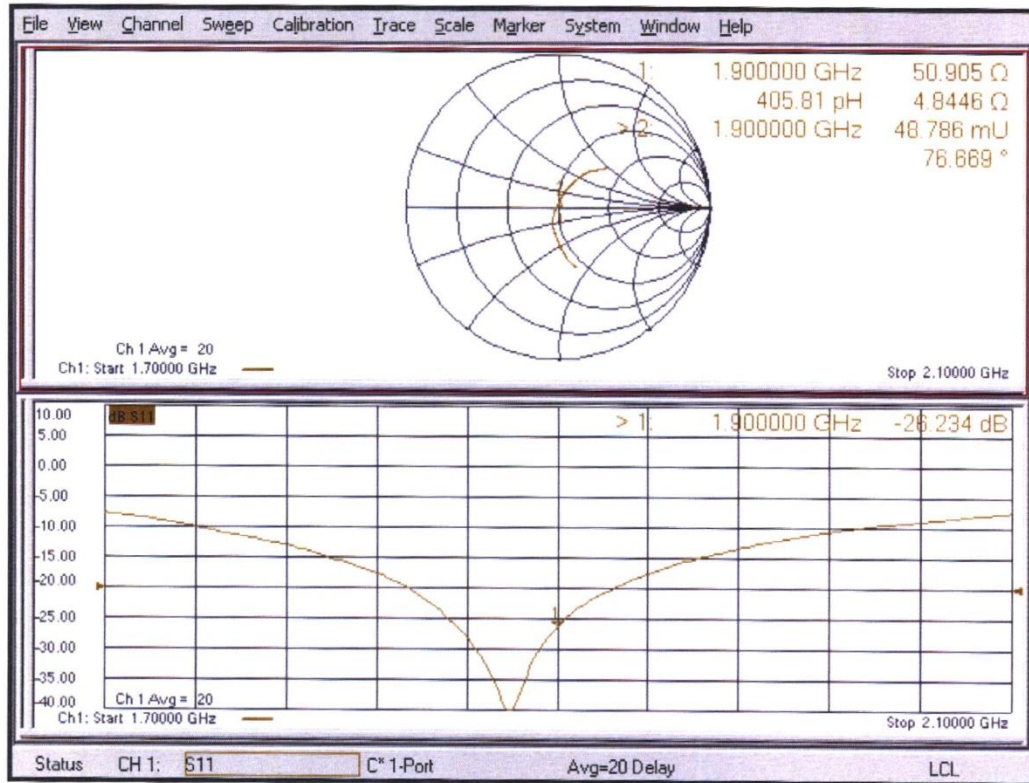 File View Channel Sweep Calibration Trace Scale Marker System Window Help
1: 1.900000 GHz 50.905 Ω
405.81 pH 4.8446 Ω
> 2: 1.900000 GHz 48.786 mU
76.669 °
Ch 1 Avg = 20
Ch1: Start 1.70000 GHz
Stop 2.10000 GHz
10.00
dB S11
> 1: 1.900000 GHz -26.234 dB
5.00
0.00
-5.00
-10.00
-15.00
-20.00
-25.00
1
-30.00
-35.00
-40.00
Ch 1 Avg = 20
Ch1: Start 1.70000 GHz
Stop 2.10000 GHz
Status CH 1: S11 C* 1-Port Avg=20 Delay LCL